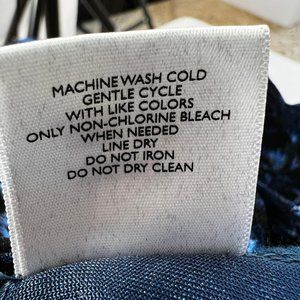 MACHINE WASH COLD
GENTLE CYCLE
WITH LIKE COLORS
ONLY NON-CHLORINE BLEACH
WHEN NEEDED
LINE DRY
DO NOT IRON
DO NOT DRY CLEAN